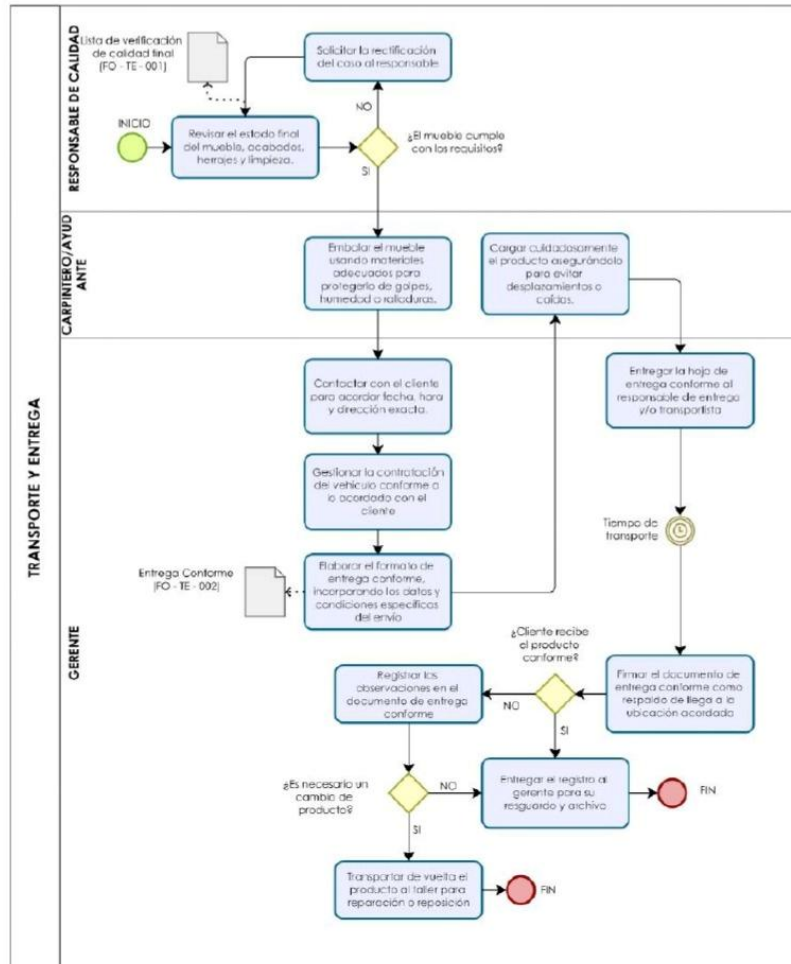 TRANSPORTE Y ENTREGA
RESPONSABLE DE CALIDAD
Lista de verificación
de calidad final
(FO - TE - 001)
Solicitar la rectificación
del caso al responsable
NO
INICIO
Revisar el estado final
del mueble, acabados,
herrajes y limpieza.
¿El mueble cumple
con los requisitos?
SI
CARPINTERO/AYUD
ANTE
Embalar el mueble
usando materiales
adecuados para
protegerlo de golpes,
humedad o ralladuras.
Cargar cuidadosamente
el producto asegurándolo
para evitar
desplazamientos o
caídas.
GERENTE
Contactar con el cliente
para acordar fecha, hora
y dirección exacta.
Entregar la hoja de
entrega conforme al
responsable de entrega
y/o transportista
Gestionar la contratación
del vehículo conforme a
lo acordado con el
cliente
Tiempo de
transporte
Entrega Conforme
(FO - TE - 002)
Elaborar el formato de
entrega conforme,
incorporando los datos y
condiciones específicas
del envío
¿Cliente recibe
el producto
conforme?
Registrar las
observaciones en el
documento de entrega
conforme
NO
Firmar el documento de
entrega conforme como
respaldo de llega a la
ubicación acordada
SI
¿Es necesario un
cambio de
producto?
NO
Entregar el registro al
gerente para su
resguardo y archivo
FIN
SI
Transportar de vuelta el
producto al taller para
reparación o reposición
FIN